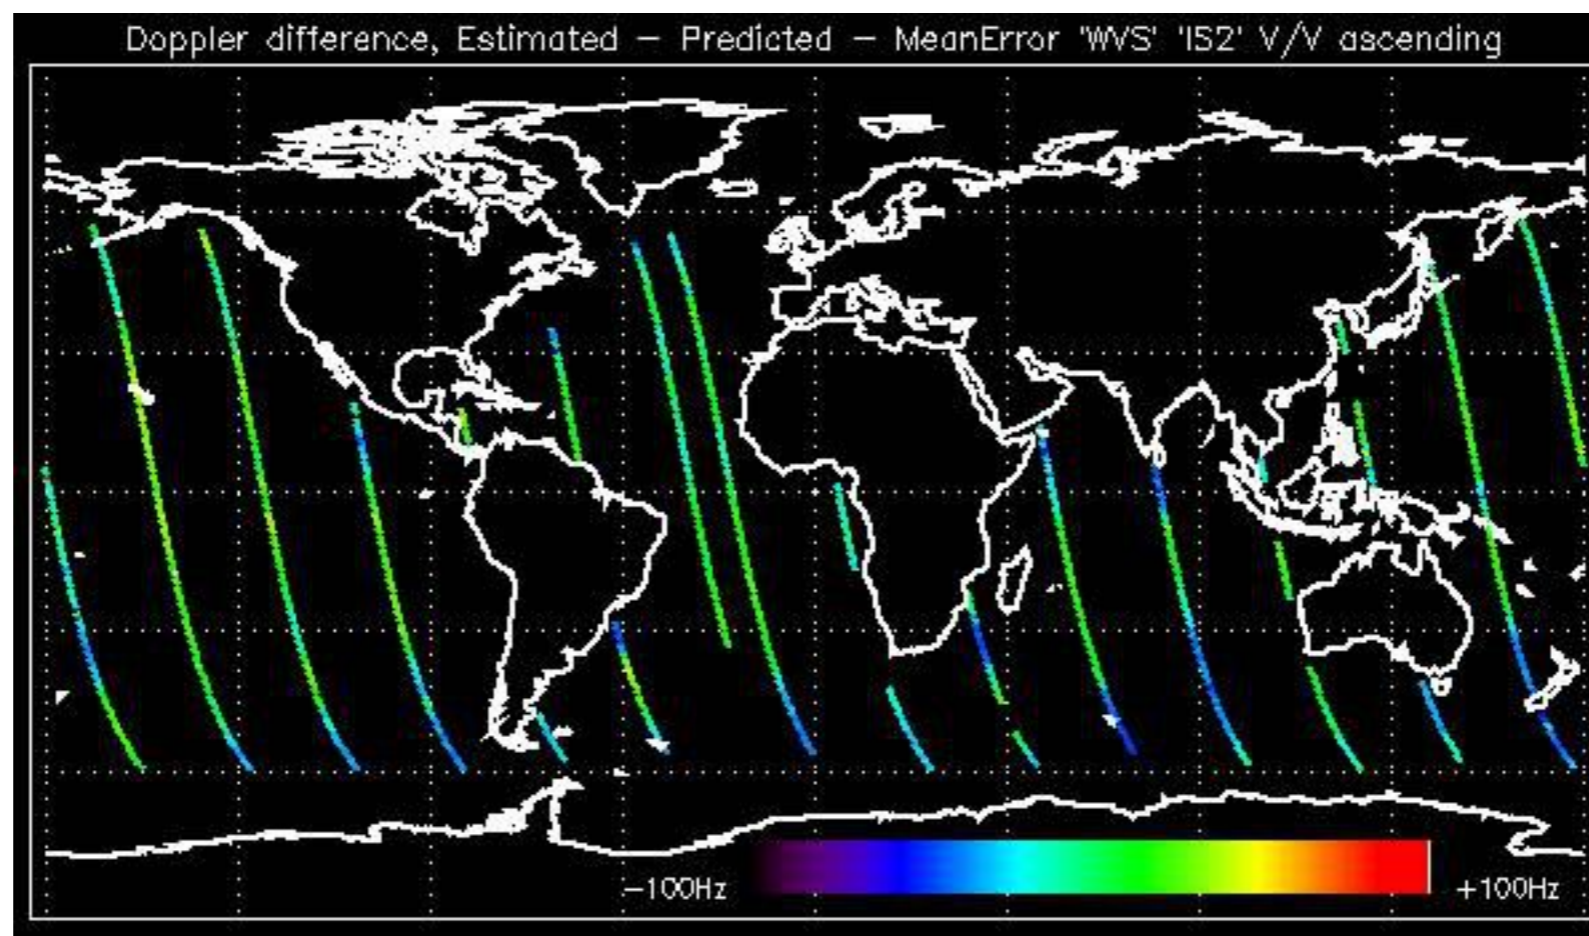 Doppler difference, Estimated – Predicted – MeanError 'WVS' 'IS2' V/V ascending
–100Hz +100Hz